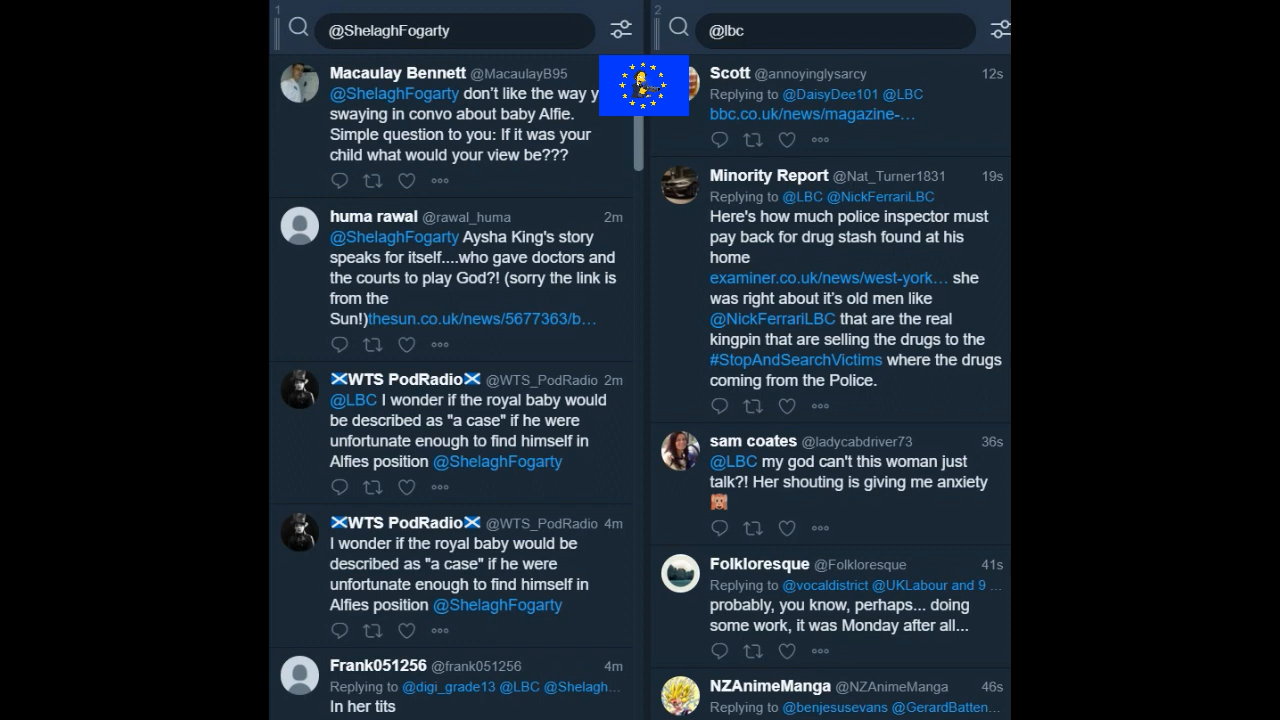 1
@ShelaghFogarty
Macaulay Bennett @MacaulayB95
@ShelaghFogarty don't like the way y
swaying in convo about baby Alfie.
Simple question to you: If it was your
child what would your view be???
huma rawal @rawal_huma 2m
@ShelaghFogarty Aysha King's story
speaks for itself....who gave doctors and
the courts to play God?! (sorry the link is
from the
Sun!)thesun.co.uk/news/5677363/b…
WTS PodRadio @WTS_PodRadio 2m
@LBC I wonder if the royal baby would
be described as "a case" if he were
unfortunate enough to find himself in
Alfies position @ShelaghFogarty
WTS PodRadio @WTS_PodRadio 4m
I wonder if the royal baby would be
described as "a case" if he were
unfortunate enough to find himself in
Alfies position @ShelaghFogarty
Frank051256 @frank051256 4m
Replying to @digi_grade13 @LBC @Shelagh...
In her tits
2
@lbc
Scott @annoyinglysarcy 12s
Replying to @DaisyDee101 @LBC
bbc.co.uk/news/magazine-…
Minority Report @Nat_Turner1831 19s
Replying to @LBC @NickFerrariLBC
Here's how much police inspector must
pay back for drug stash found at his
home
examiner.co.uk/news/west-york… she
was right about it's old men like
@NickFerrariLBC that are the real
kingpin that are selling the drugs to the
#StopAndSearchVictims where the drugs
coming from the Police.
sam coates @ladycabdriver73 36s
@LBC my god can't this woman just
talk?! Her shouting is giving me anxiety
🙉
Folkloresque @Folkloresque 41s
Replying to @vocaldistrict @UKLabour and 9 ...
probably, you know, perhaps... doing
some work, it was Monday after all...
NZAnimeManga @NZAnimeManga 46s
Replying to @benjesusevans @GerardBatten...